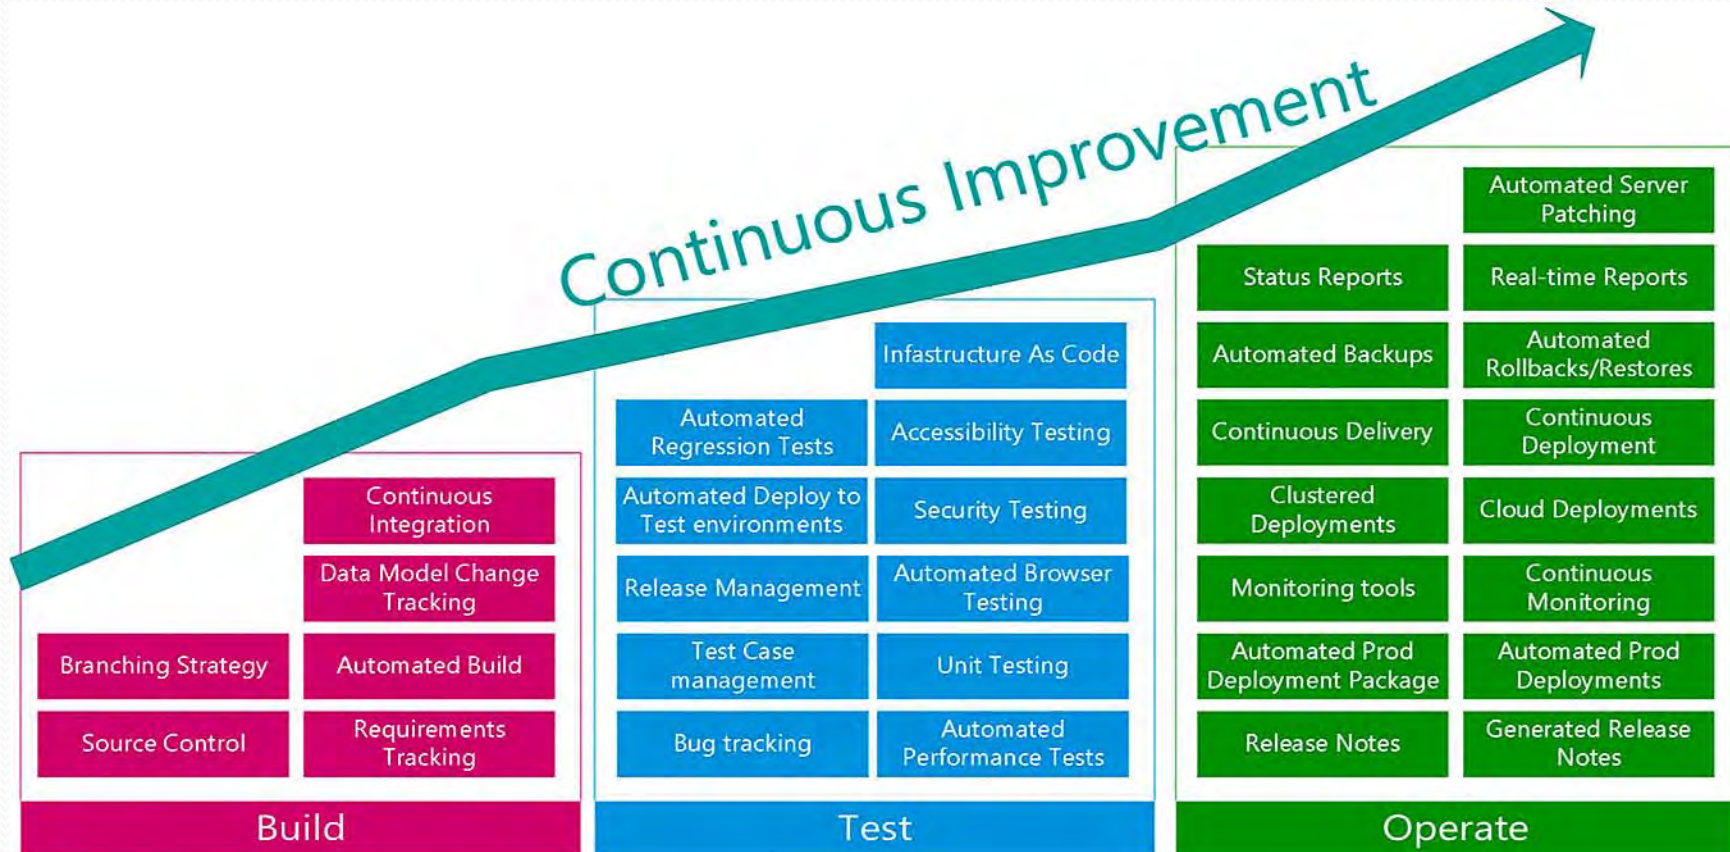 Continuous Improvement
Continuous
Integration
Data Model Change
Tracking
Branching Strategy
Automated Build
Source Control
Requirements
Tracking
Build
Infastructure As Code
Automated
Regression Tests
Accessibility Testing
Automated Deploy to
Test environments
Security Testing
Release Management
Automated Browser
Testing
Test Case
management
Unit Testing
Bug tracking
Automated
Performance Tests
Test
Automated Server
Patching
Status Reports
Real-time Reports
Automated Backups
Automated
Rollbacks/Restores
Continuous Delivery
Continuous
Deployment
Clustered
Deployments
Cloud Deployments
Monitoring tools
Continuous
Monitoring
Automated Prod
Deployment Package
Automated Prod
Deployments
Release Notes
Generated Release
Notes
Operate